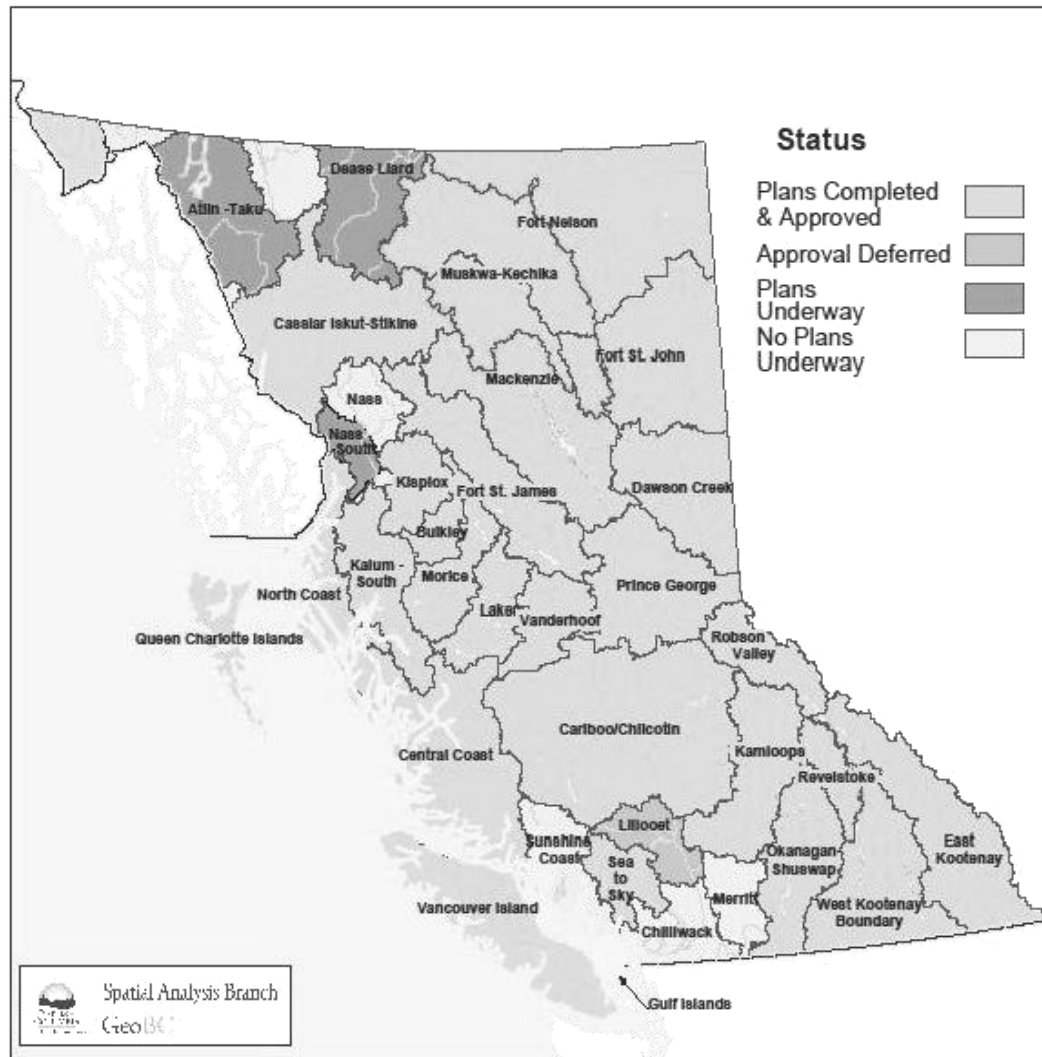 Status
Plans Completed
& Approved
Approval Deferred
Plans
Underway
No Plans
Underway
Dease Liard
Atlin -Taku
Fort Nelson
Muskwa-Kechika
Cassiar Iskut-Stikine
Fort St. John
Mackenzie
Nass
Nass
South
Kispiox
Fort St. James
Dawson Creek
Bulkley
Kalum -
South
Morice
Prince George
North Coast
Lakes
Vanderhoof
Queen Charlotte Islands
Robson
Valley
Cariboo/Chilcotin
Central Coast
Kamloops
Revelstoke
Lillooet
Sunshine
Coast
Okanagan-
Shuswap
East
Kootenay
Sea
to
Sky
Merritt
Vancouver Island
West Kootenay
Boundary
Chilliwack
Gulf Islands
Spatial Analysis Branch
GeoBC